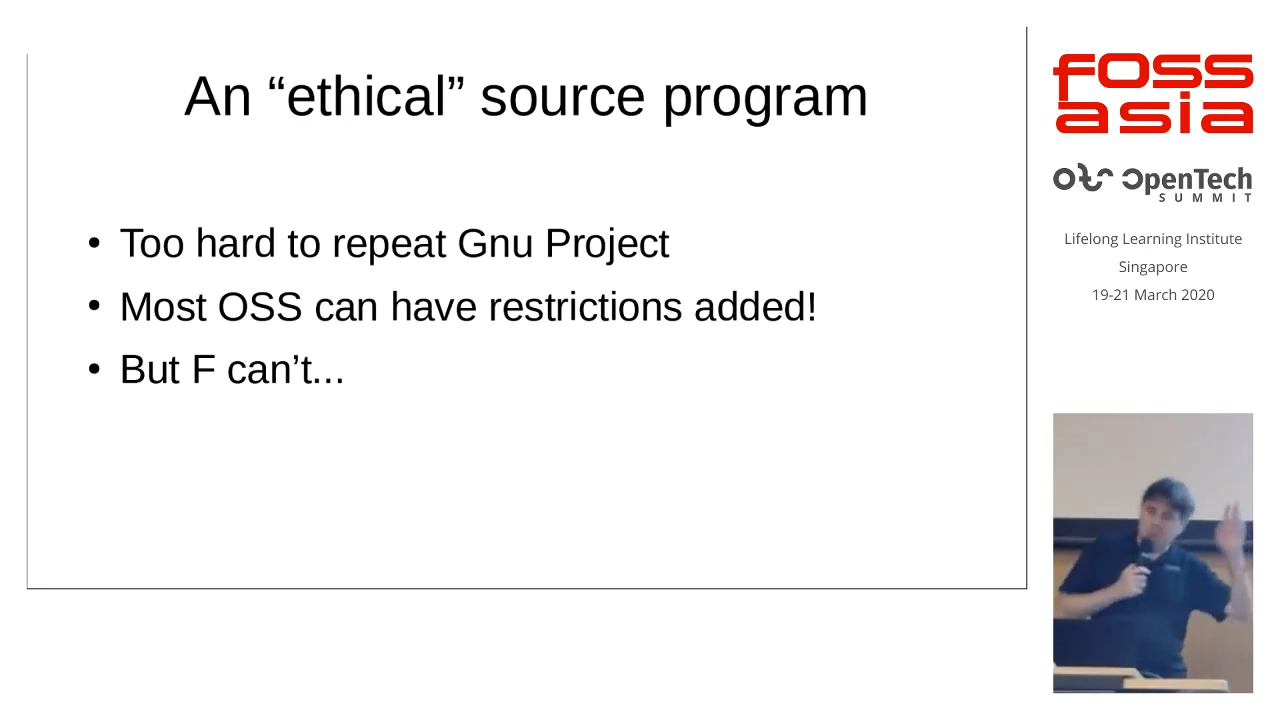 An “ethical” source program
• Too hard to repeat Gnu Project
• Most OSS can have restrictions added!
• But F can’t...
foss
asia
OpenTech
SUMMIT
Lifelong Learning Institute
Singapore
19-21 March 2020